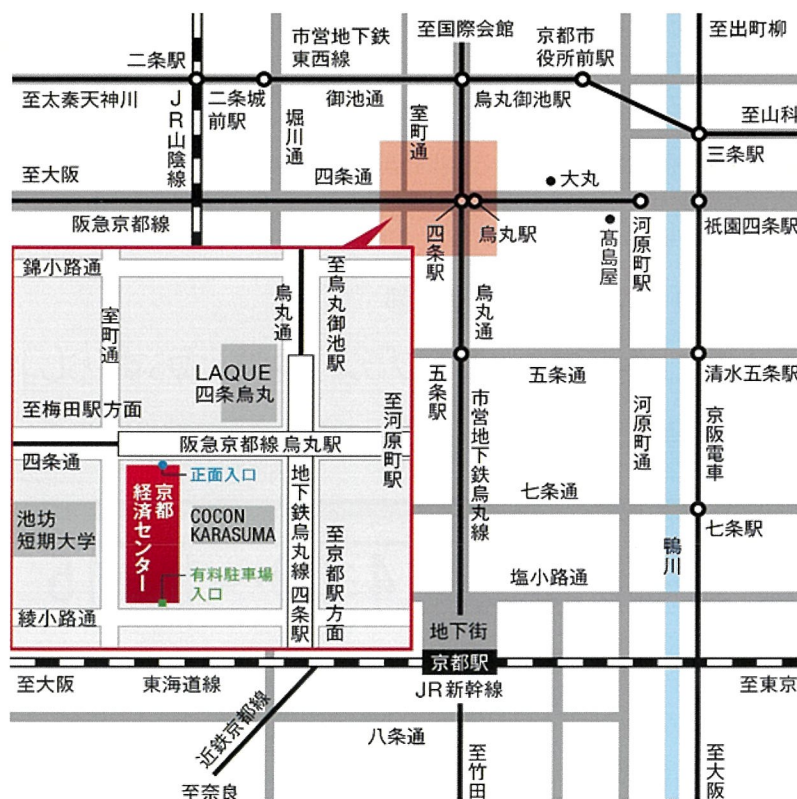 至国際会館
至出町柳
市営地下鉄
東西線
京都市
役所前駅
二条駅
至太秦天神川
二条城
前駅
御池通
烏丸御池駅
至山科
JR山陰線
堀川通
室町通
三条駅
至大阪
四条通
大丸
阪急京都線
四条駅
烏丸駅
髙島屋
河原町駅
祇園四条駅
錦小路通
室町通
烏丸通
至烏丸御池駅
LAQUE
四条烏丸
至梅田駅方面
至河原町駅
阪急京都線 烏丸駅
四条通
正面入口
池坊
短期大学
京都
経済センター
COCON
KARASUMA
有料駐車場
入口
地下鉄烏丸線 四条駅
至京都駅方面
綾小路通
烏丸通
五条駅
五条通
清水五条駅
市営地下鉄烏丸線
河原町通
京阪電車
七条通
七条駅
鴨川
塩小路通
地下街
京都駅
至大阪
東海道線
JR新幹線
至東京
近鉄京都線
八条通
至奈良
至竹田
至大阪